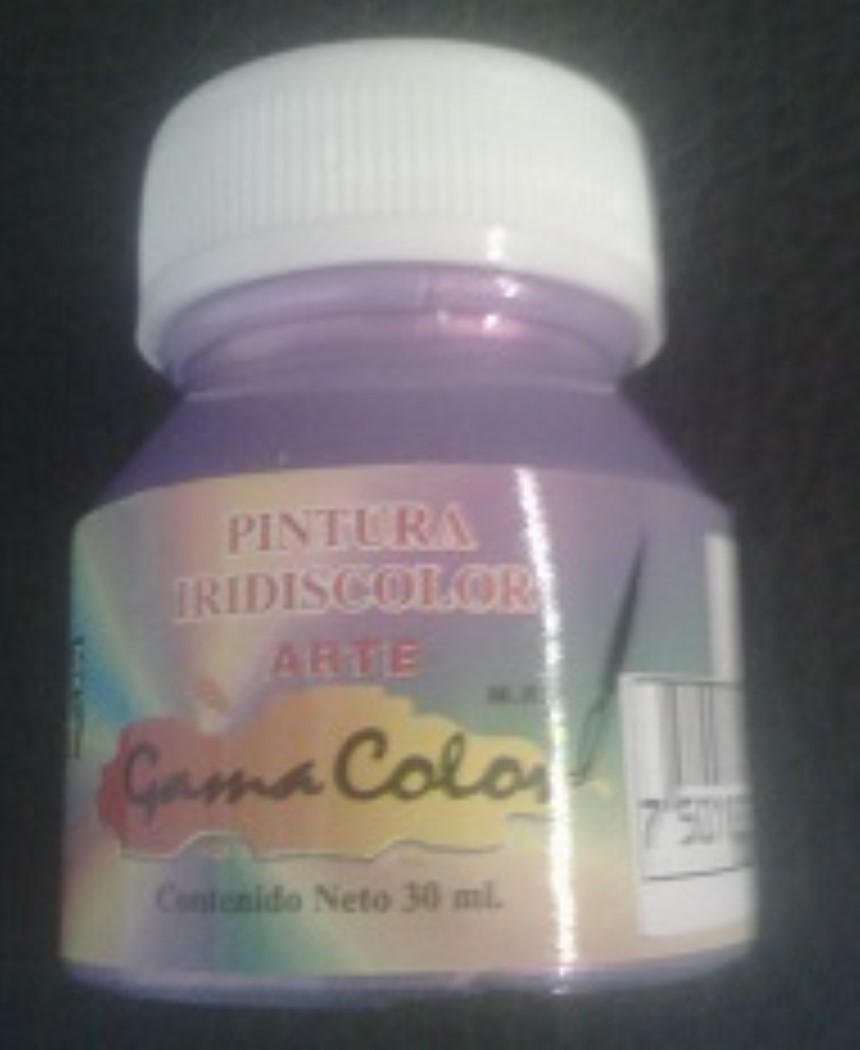 PINTURA
IRIDISCOLOR
ARTE
Gama Color
Contenido Neto 30 ml.